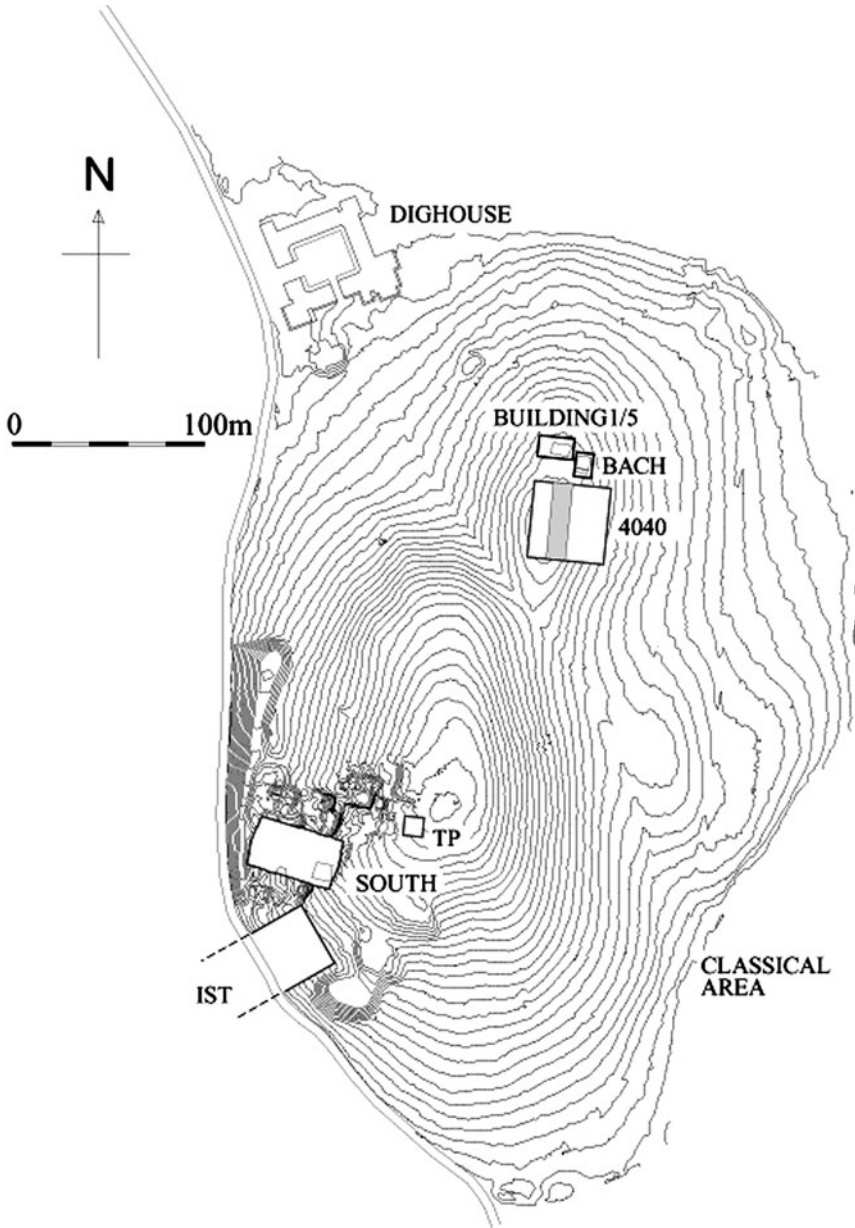 N
DIGHOUSE
0 100m
BUILDING1/5
BACH
4040
TP
SOUTH
IST
CLASSICAL
AREA